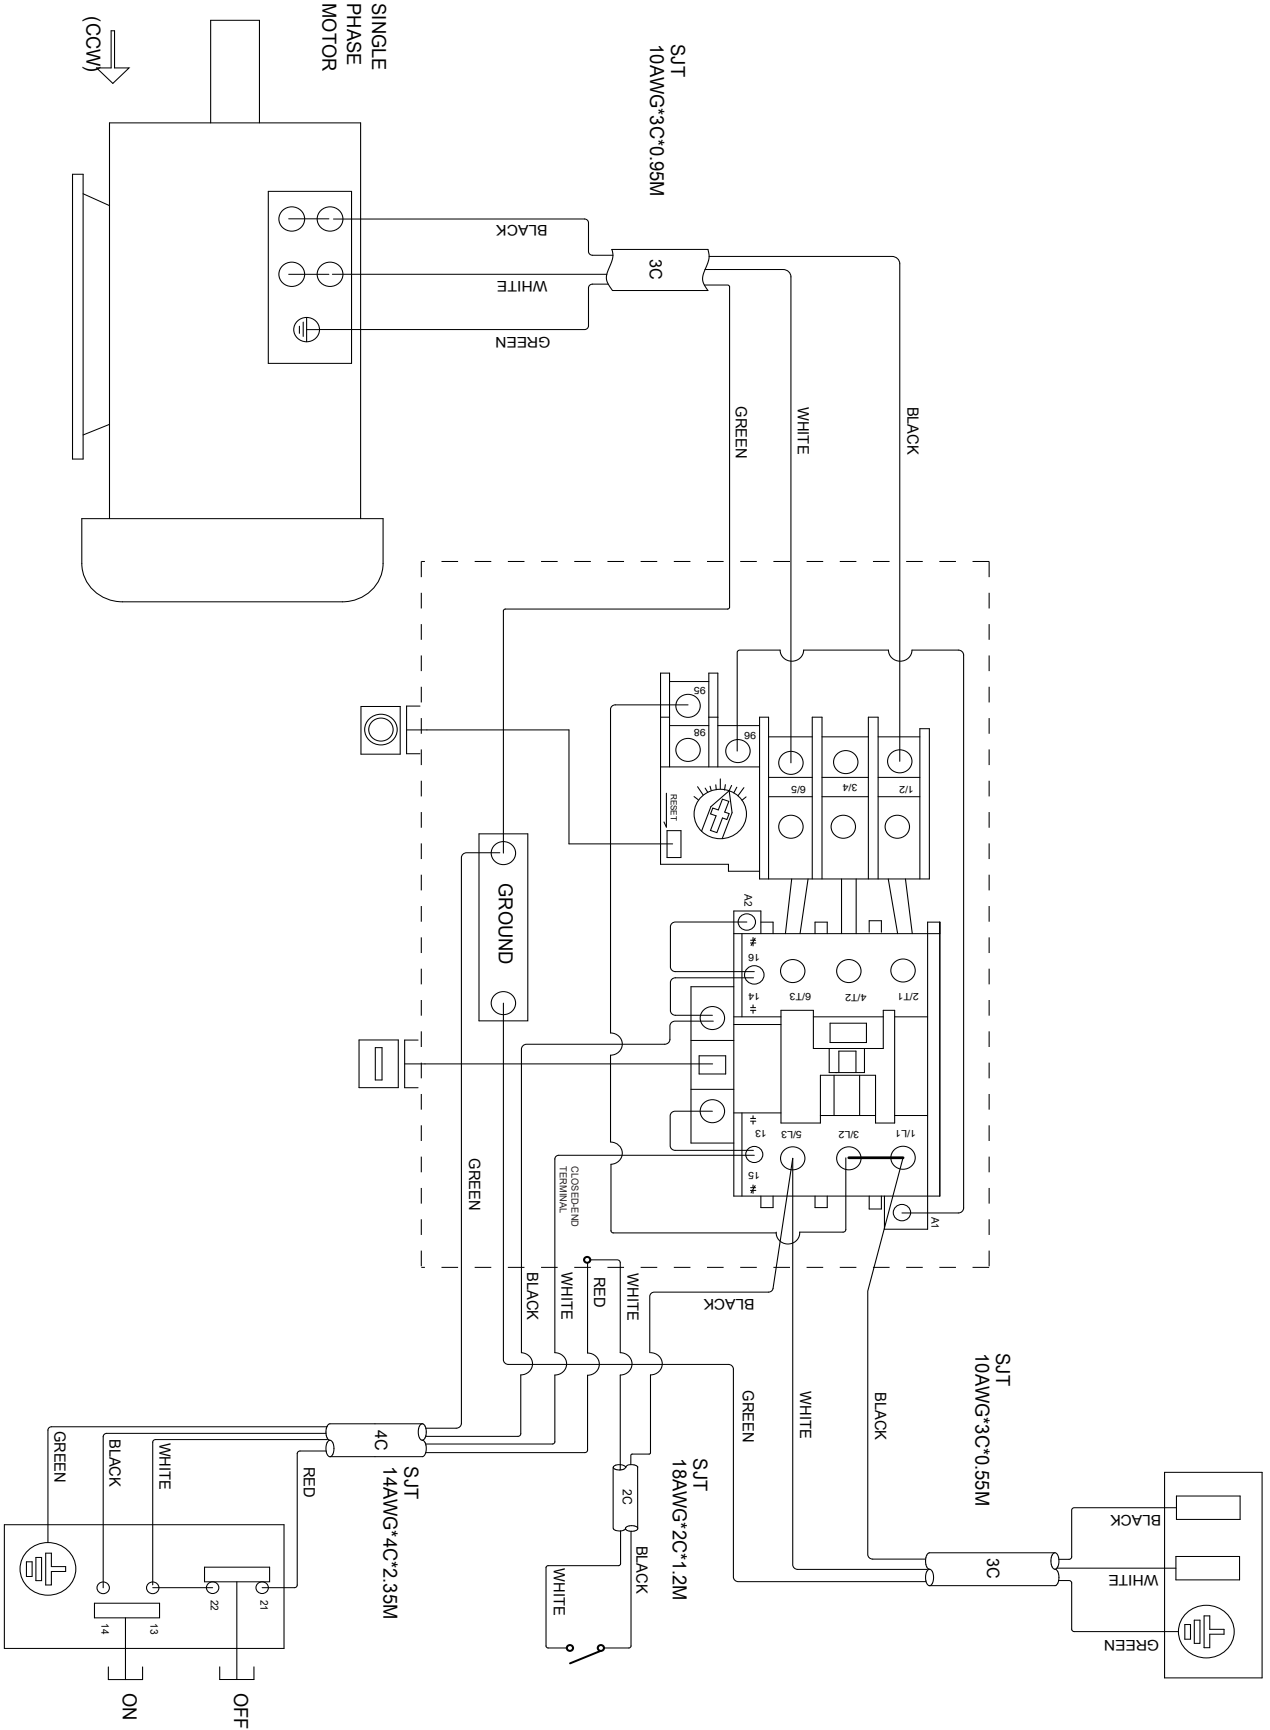 SINGLE
PHASE
MOTOR
(CCW)
SJT
10AWG*3C*0.95M
BLACK
WHITE
GREEN
3C
BLACK
WHITE
GREEN
95
98
96
6/5
3/4
1/2
RESET
A2
16
14
6/T3
4/T2
2/T1
GROUND
13
5/L3
3/L2
1/L1
15
A1
CLOSED-END
TERMINAL
GREEN
BLACK
WHITE
RED
WHITE
BLACK
GREEN
WHITE
BLACK
SJT
10AWG*3C*0.55M
3C
BLACK
WHITE
GREEN
SJT
18AWG*2C*1.2M
2C
BLACK
WHITE
4C
SJT
14AWG*4C*2.35M
GREEN
BLACK
WHITE
RED
14
13
22
21
ON
OFF